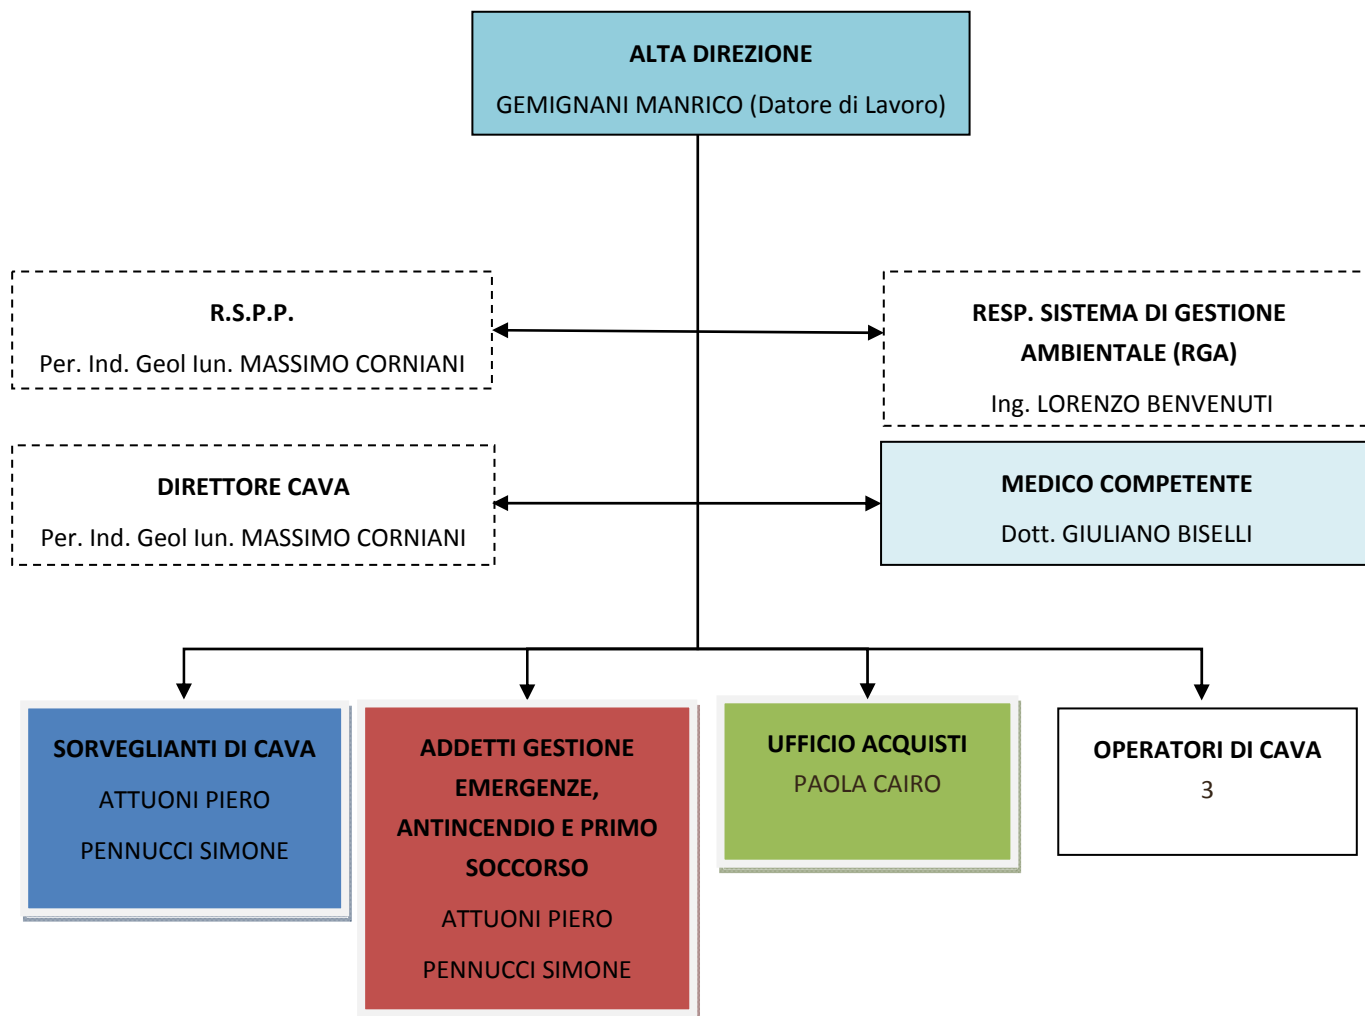 ALTA DIREZIONE
GEMIGNANI MANRICO (Datore di Lavoro)
R.S.P.P.
Per. Ind. Geol Iun. MASSIMO CORNIANI
RESP. SISTEMA DI GESTIONE
AMBIENTALE (RGA)
Ing. LORENZO BENVENUTI
DIRETTORE CAVA
Per. Ind. Geol Iun. MASSIMO CORNIANI
MEDICO COMPETENTE
Dott. GIULIANO BISELLI
SORVEGLIANTI DI CAVA
ATTUONI PIERO
PENNUCCI SIMONE
ADDETTI GESTIONE
EMERGENZE,
ANTINCENDIO E PRIMO
SOCCORSO
ATTUONI PIERO
PENNUCCI SIMONE
UFFICIO ACQUISTI
PAOLA CAIRO
OPERATORI DI CAVA
3